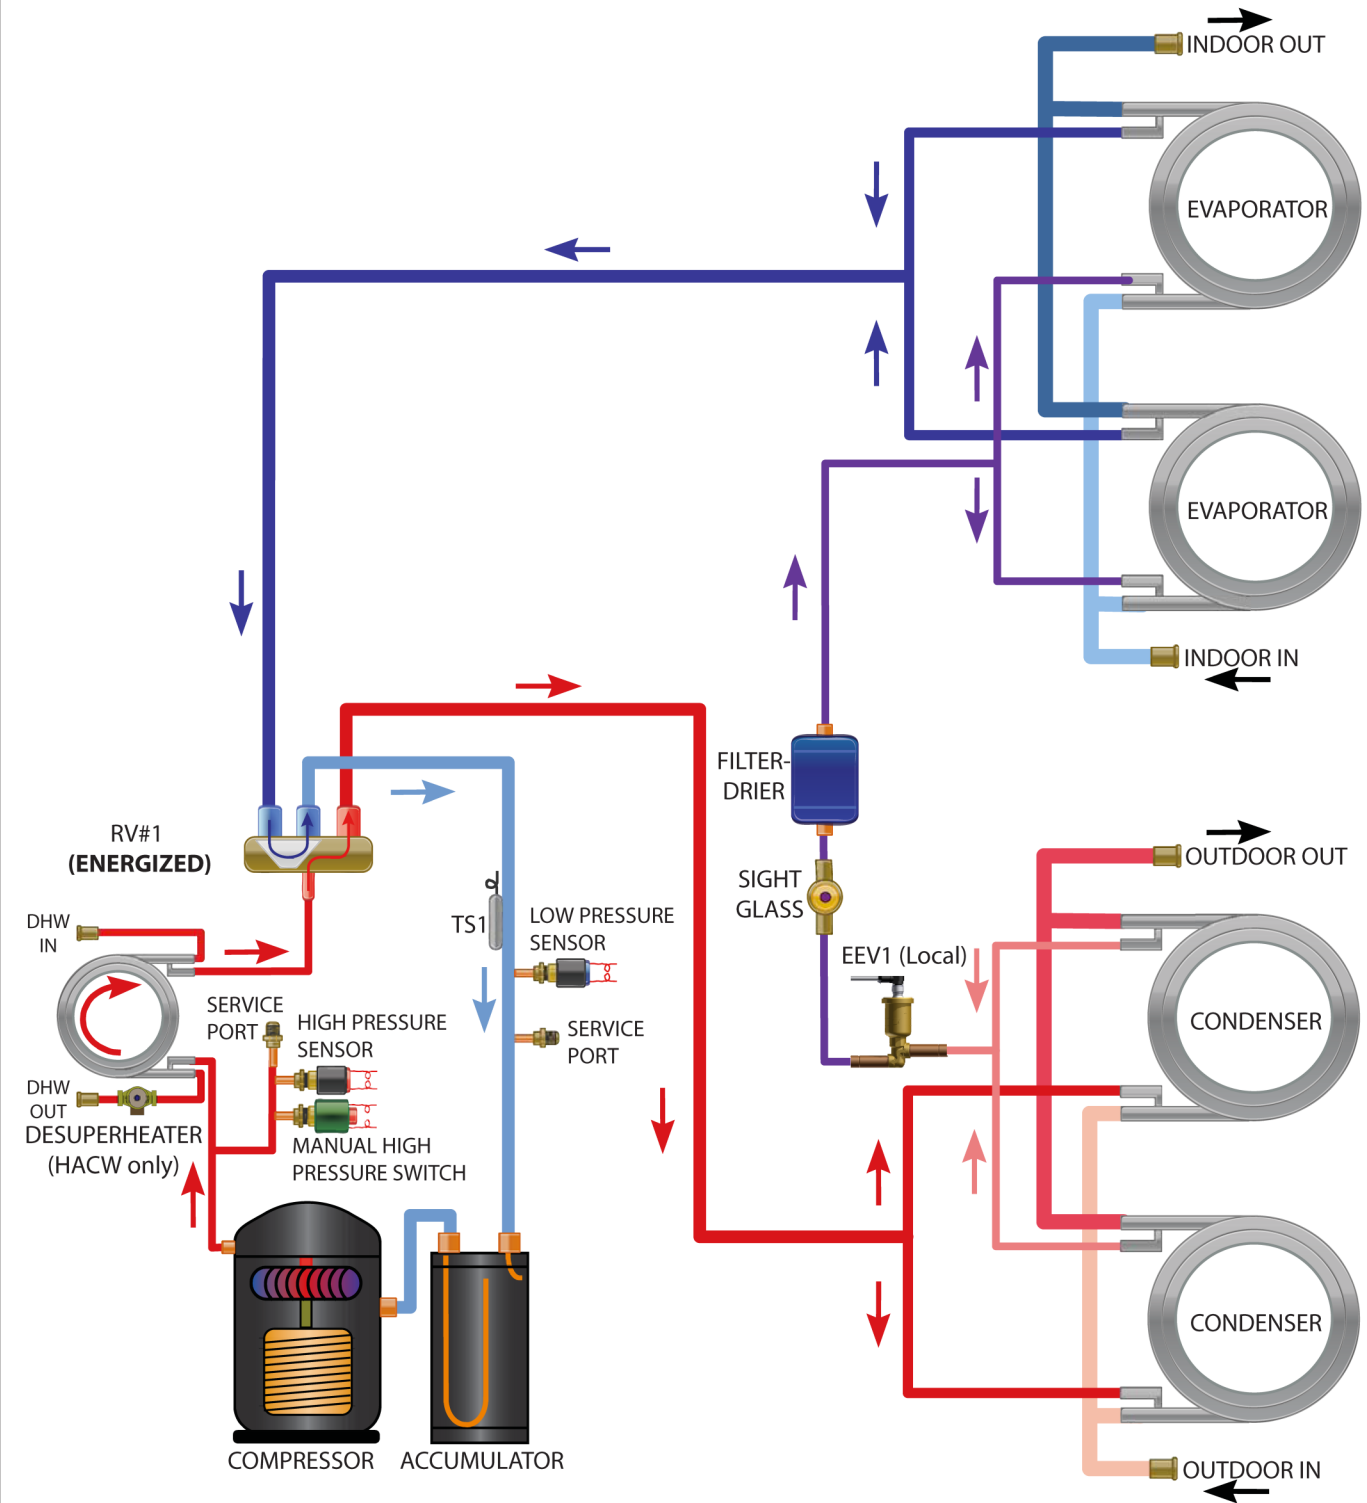 INDOOR OUT
EVAPORATOR
EVAPORATOR
INDOOR IN
FILTER-
DRIER
RV#1
(ENERGIZED)
SIGHT
GLASS
OUTDOOR OUT
DHW
IN
TS1
LOW PRESSURE
SENSOR
EEV1 (Local)
SERVICE
PORT
HIGH PRESSURE
SENSOR
SERVICE
PORT
CONDENSER
DHW
OUT
DESUPERHEATER
(HACW only)
MANUAL HIGH
PRESSURE SWITCH
CONDENSER
COMPRESSOR
ACCUMULATOR
OUTDOOR IN